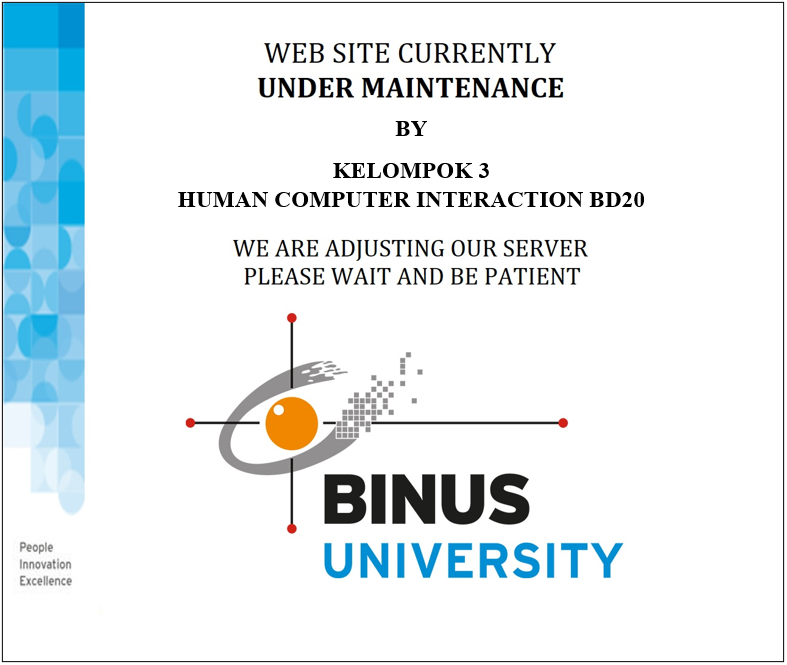 WEB SITE CURRENTLY
UNDER MAINTENANCE
BY
KELOMPOK 3
HUMAN COMPUTER INTERACTION BD20
WE ARE ADJUSTING OUR SERVER
PLEASE WAIT AND BE PATIENT
BINUS
UNIVERSITY
People
Innovation
Excellence